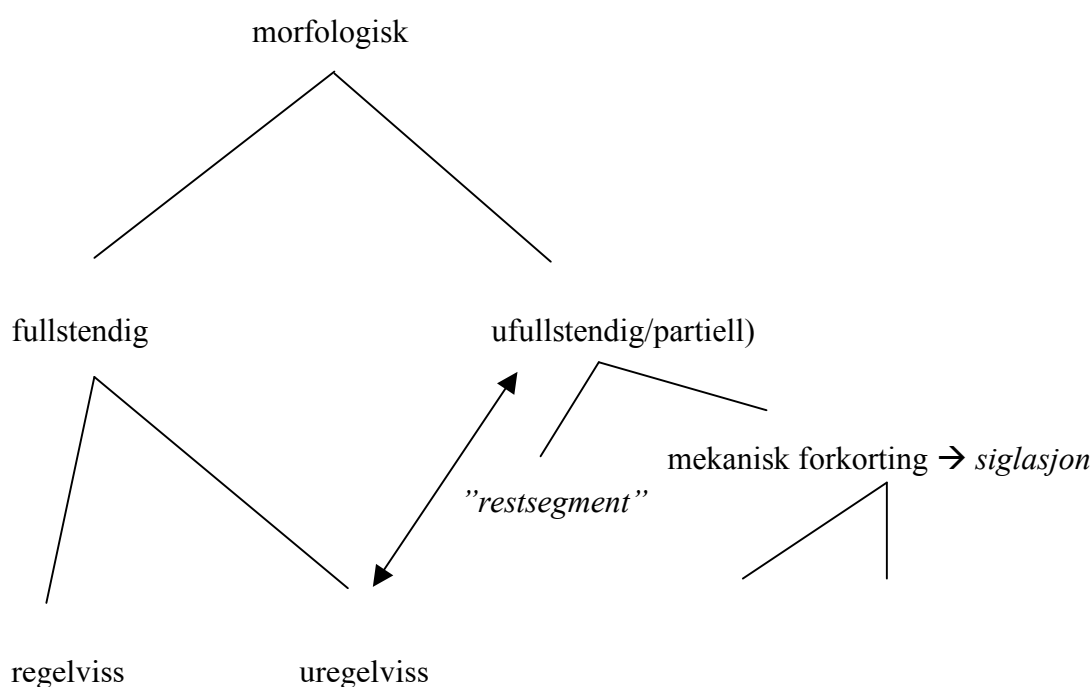 morfologisk
fullstendig ufullstendig/partiell)
mekanisk forkorting → siglasjon
”restsegment”
regelviss uregelviss